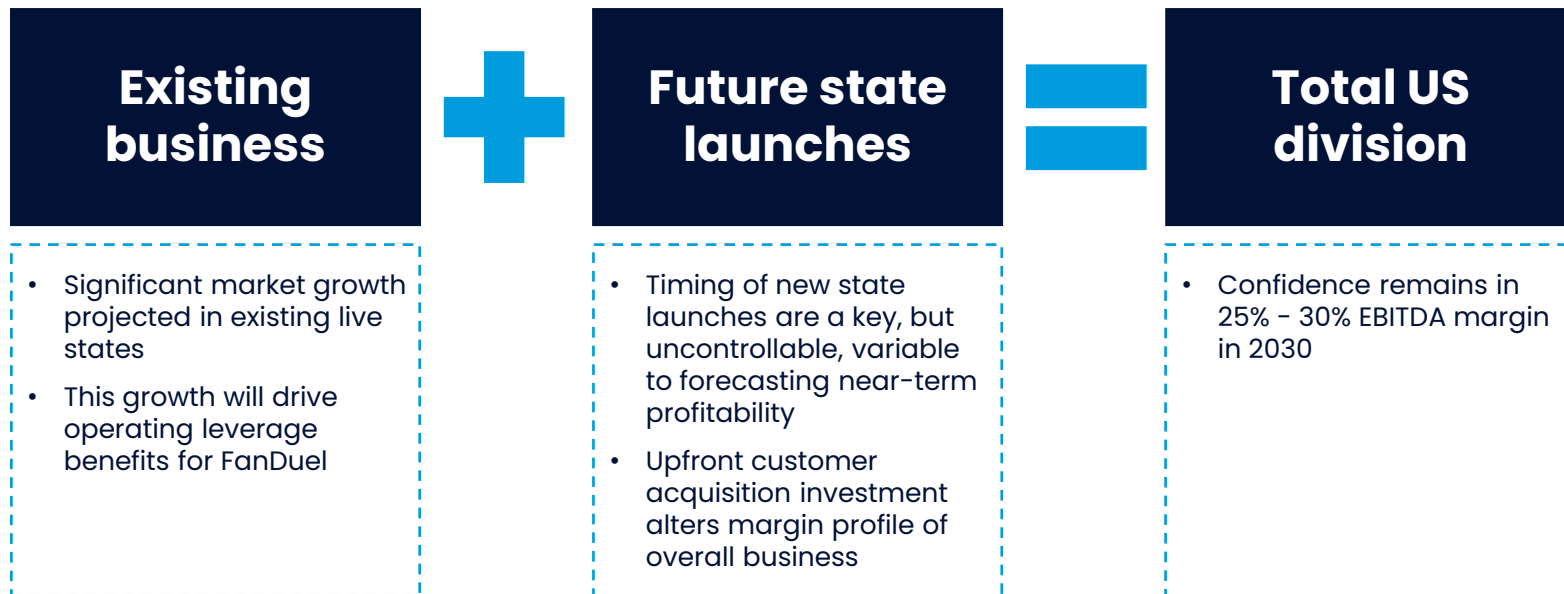 Existing
business
Future state
launches
Total US
division
• Significant market growth
projected in existing live
states
• This growth will drive
operating leverage
benefits for FanDuel
• Timing of new state
launches are a key, but
uncontrollable, variable
to forecasting near-term
profitability
• Upfront customer
acquisition investment
alters margin profile of
overall business
• Confidence remains in
25% - 30% EBITDA margin
in 2030